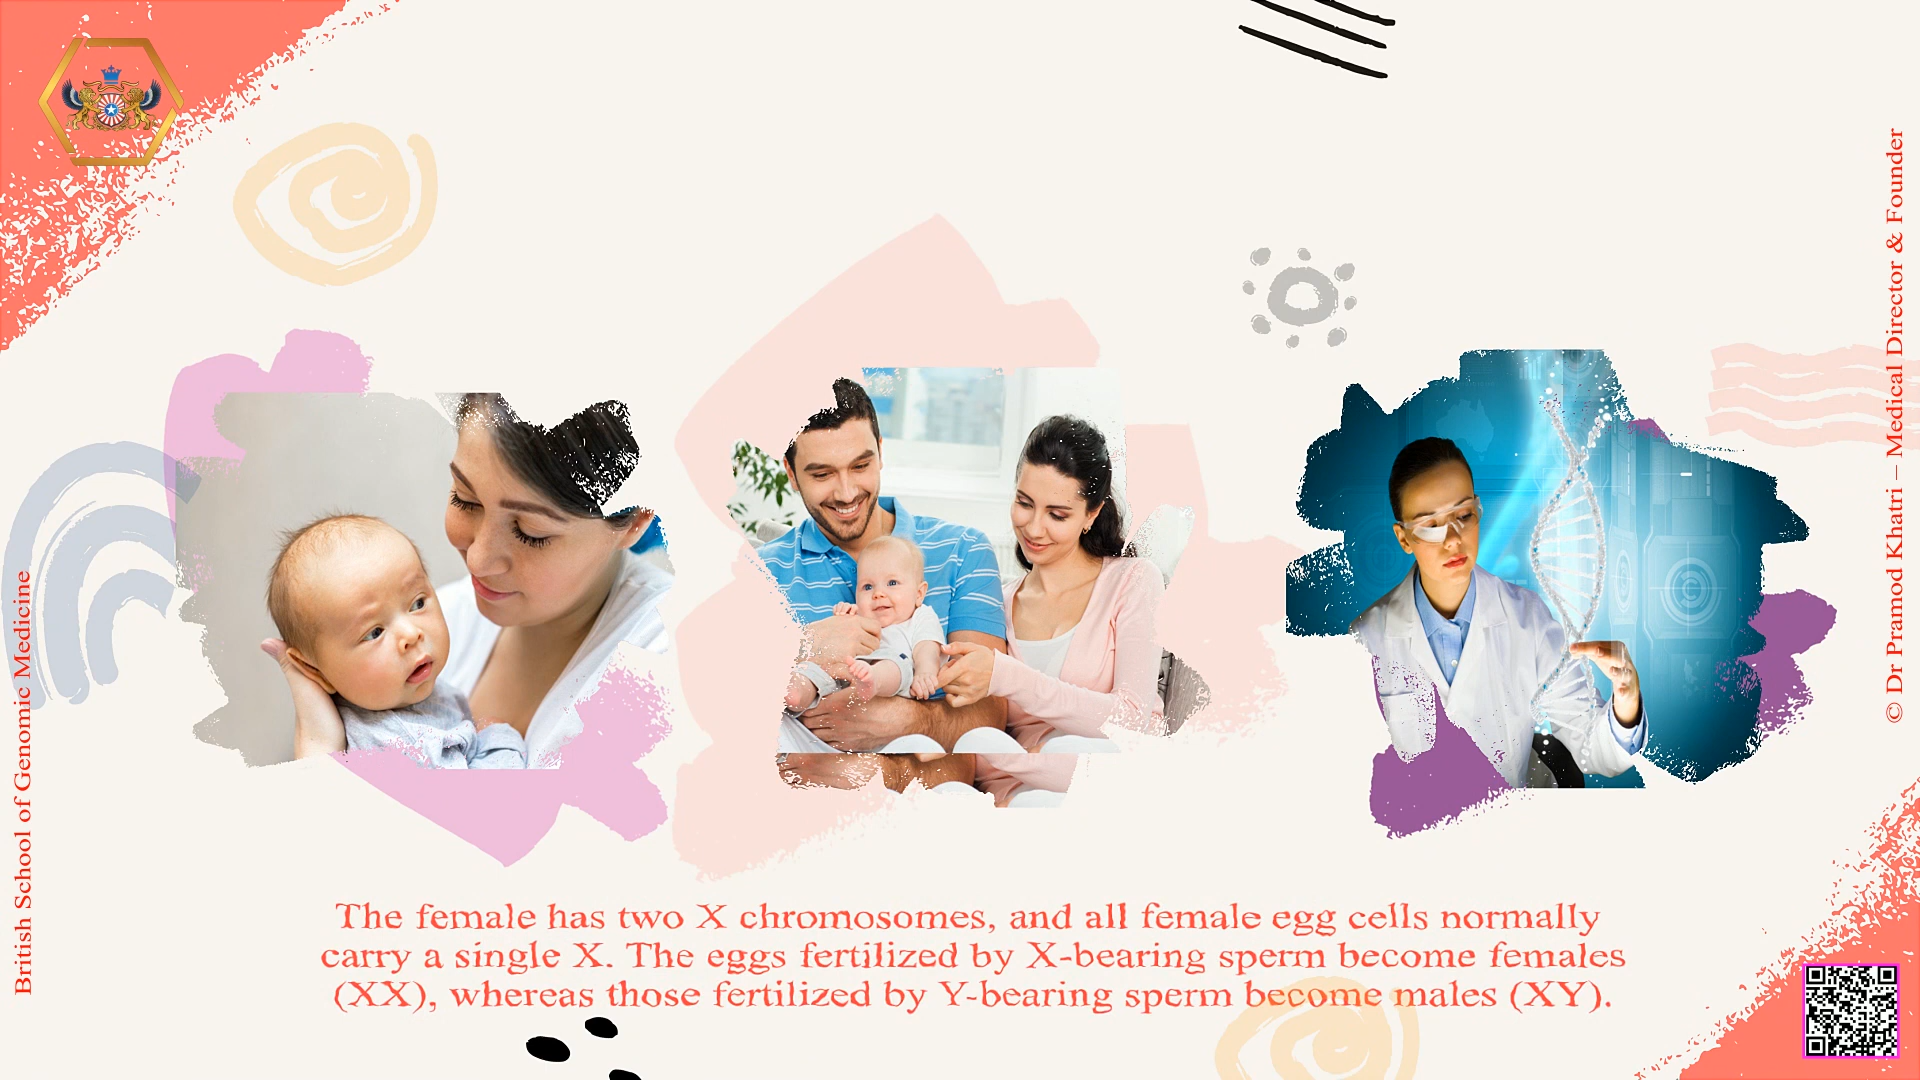 The female has two X chromosomes, and all female egg cells normally
carry a single X. The eggs fertilized by X-bearing sperm become females
(XX), whereas those fertilized by Y-bearing sperm become males (XY).
British School of Genomic Medicine
© Dr Pramod Khatri – Medical Director & Founder